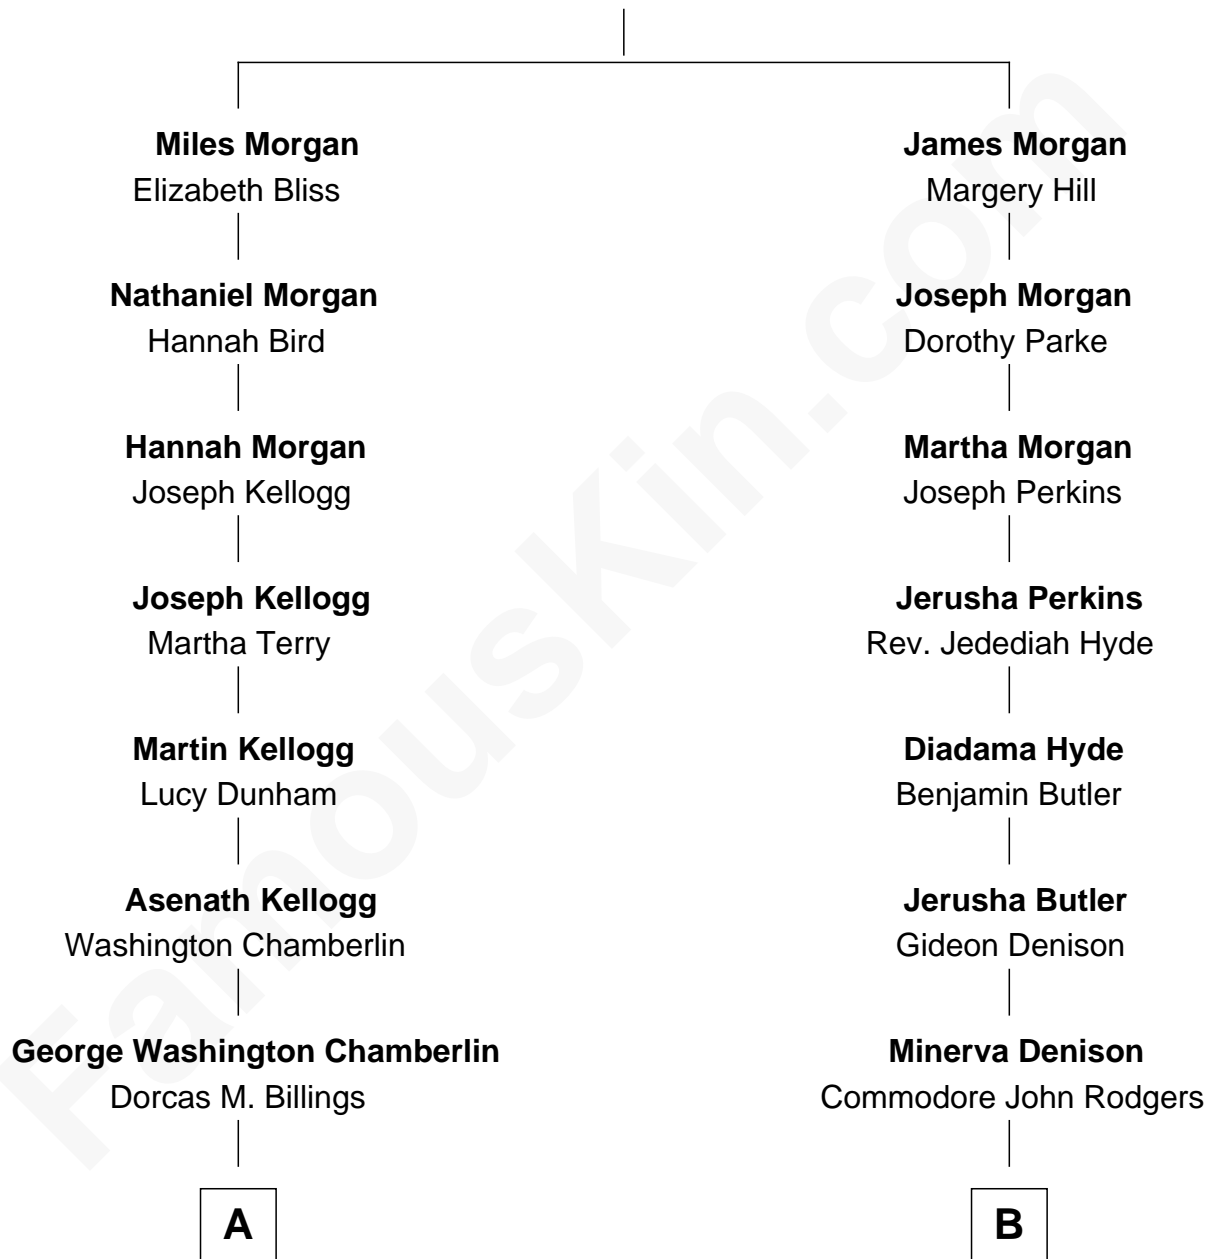 Miles Morgan
Elizabeth Bliss
Nathaniel Morgan
Hannah Bird
Hannah Morgan
Joseph Kellogg
Joseph Kellogg
Martha Terry
Martin Kellogg
Lucy Dunham
Asenath Kellogg
Washington Chamberlin
George Washington Chamberlin
Dorcas M. Billings
A
James Morgan
Margery Hill
Joseph Morgan
Dorothy Parke
Martha Morgan
Joseph Perkins
Jerusha Perkins
Rev. Jedediah Hyde
Diadama Hyde
Benjamin Butler
Jerusha Butler
Gideon Denison
Minerva Denison
Commodore John Rodgers
B
FamousKin.com